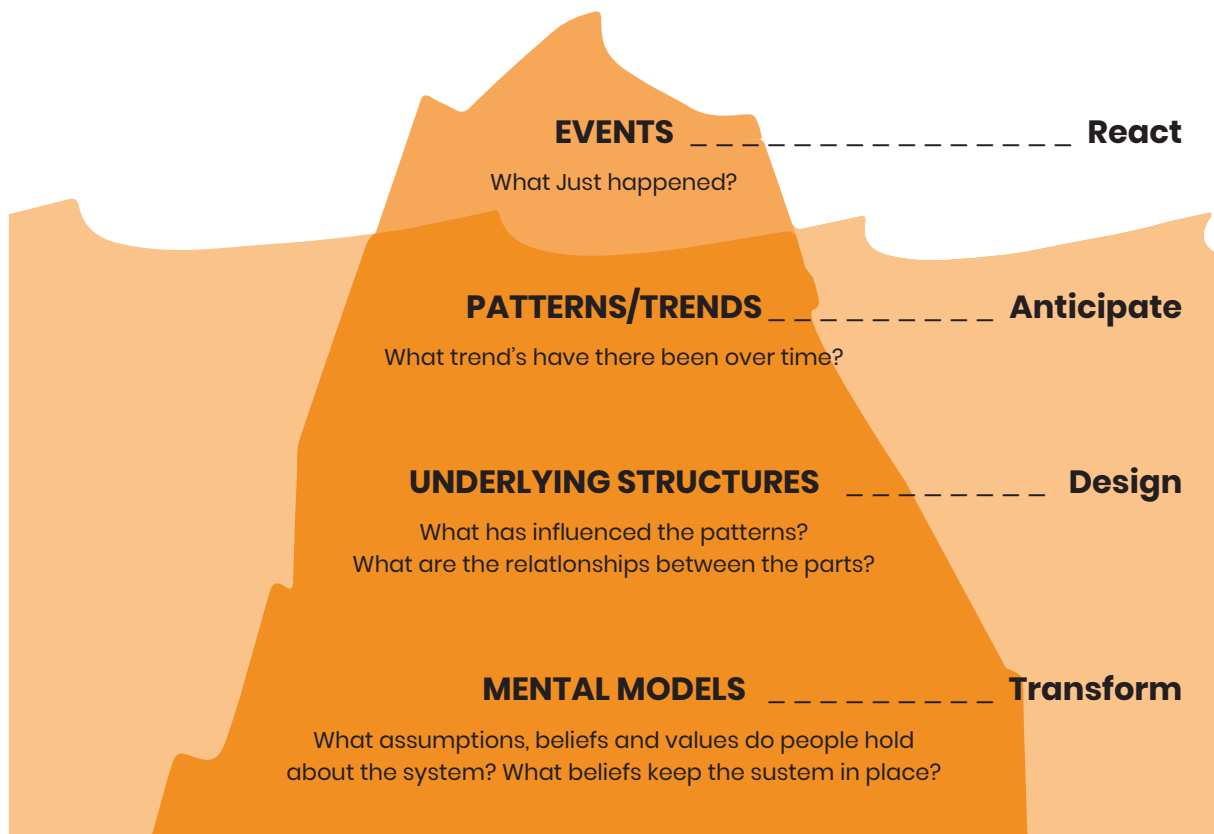 EVENTS _ _ _ _ _ _ _ _ _ _ _ _ _ _ _ React
What Just happened?
PATTERNS/TRENDS _ _ _ _ _ _ _ _ _ Anticipate
What trend's have there been over time?
UNDERLYING STRUCTURES _ _ _ _ _ _ _ _ Design
What has influenced the patterns?
What are the relatlonships between the parts?
MENTAL MODELS _ _ _ _ _ _ _ _ _ Transform
What assumptions, beliefs and values do people hold
about the system? What beliefs keep the sustem in place?